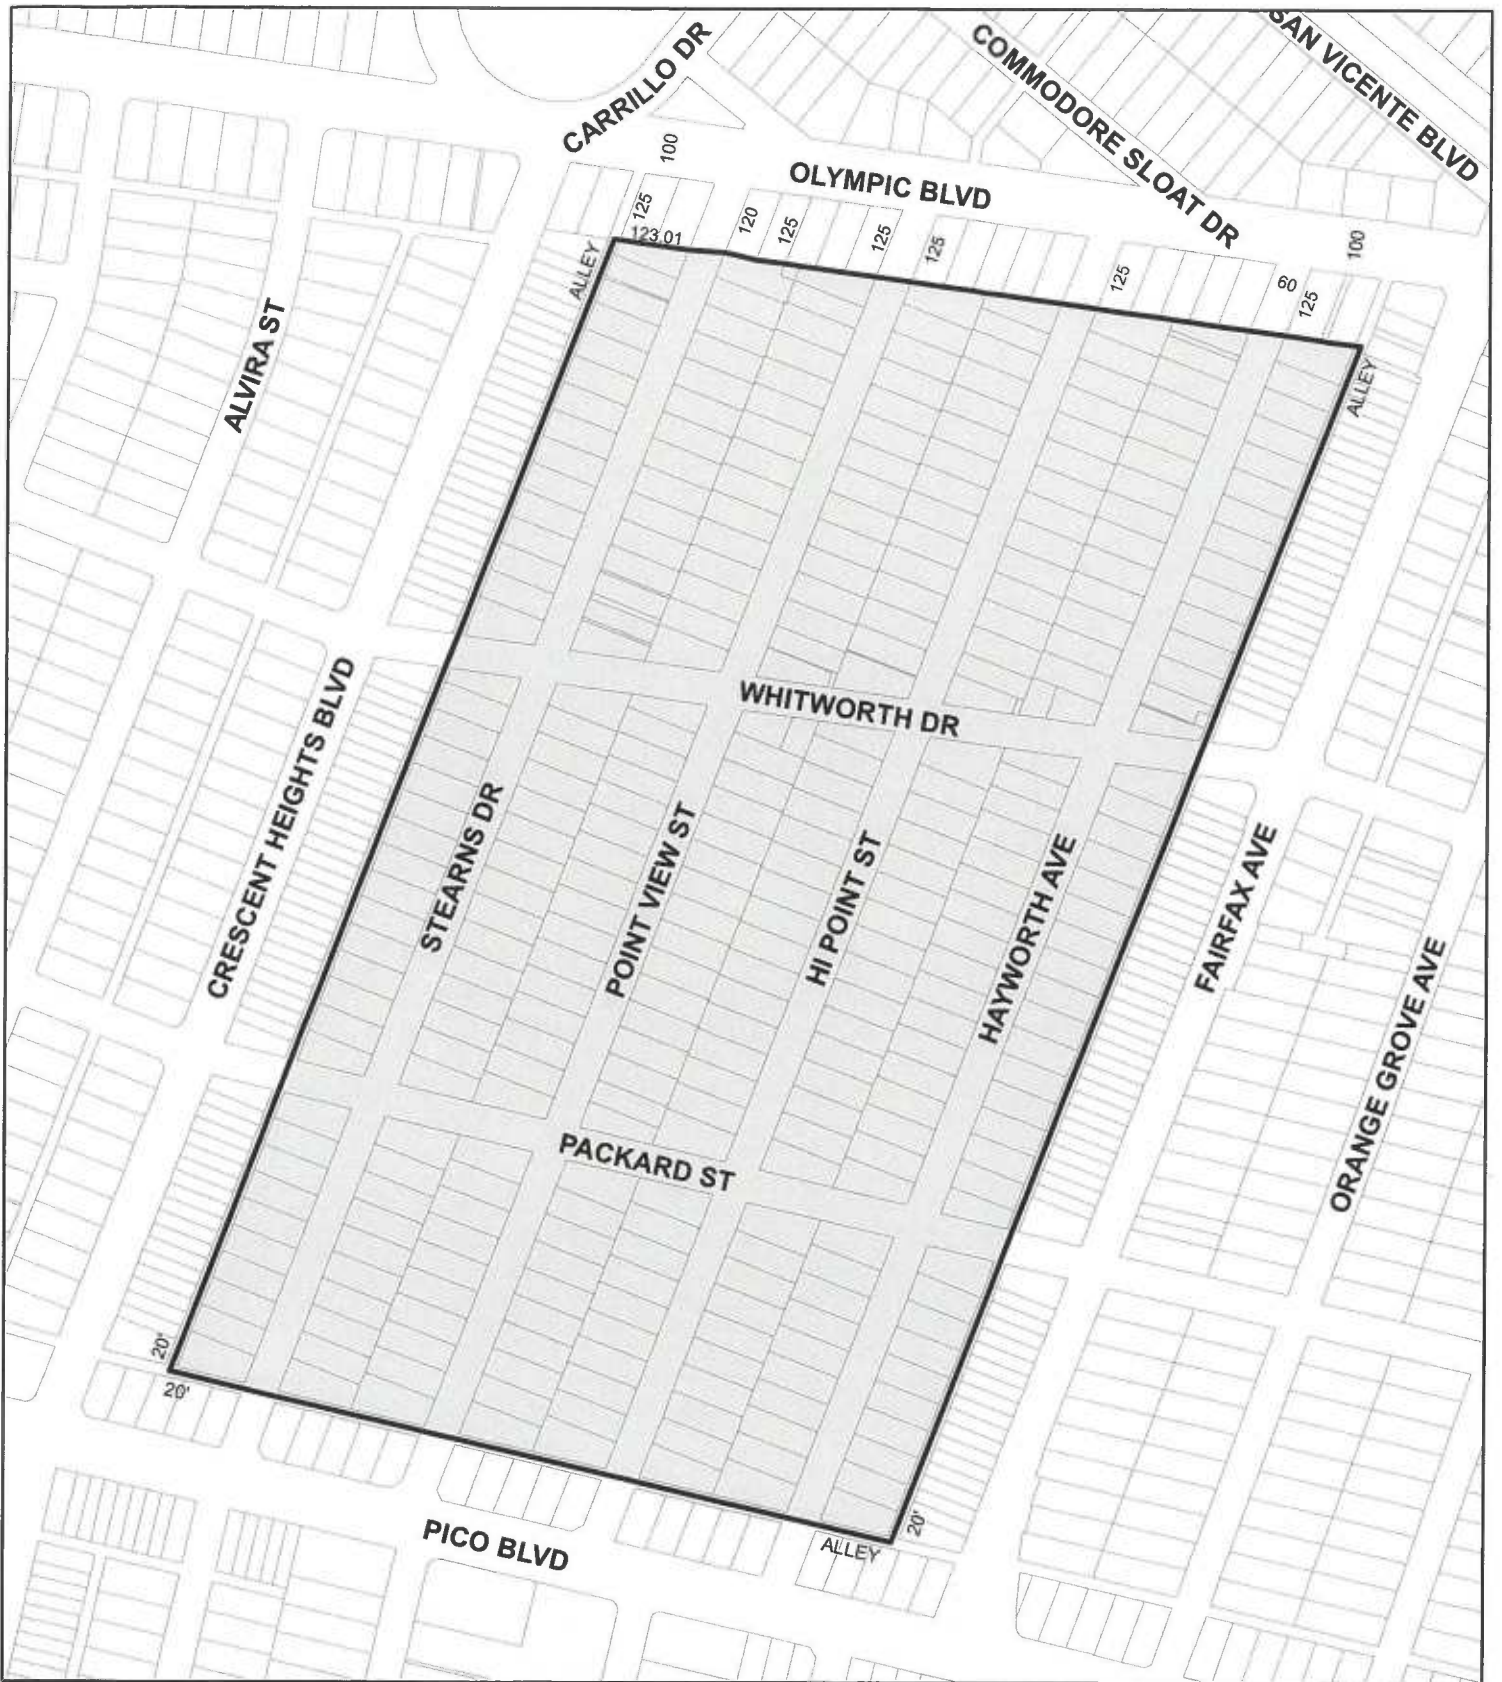 SAN VICENTE BLVD
COMMODORE SLOAT DR
CARRILLO DR
OLYMPIC BLVD
100
125
123.01
120
125
125
125
125
60
125
100
ALLEY
ALLEY
ALVIRA ST
WHITWORTH DR
CRESCENT HEIGHTS BLVD
STEARNS DR
POINT VIEW ST
HI POINT ST
HAYWORTH AVE
FAIRFAX AVE
ORANGE GROVE AVE
PACKARD ST
20'
20'
20'
ALLEY
PICO BLVD